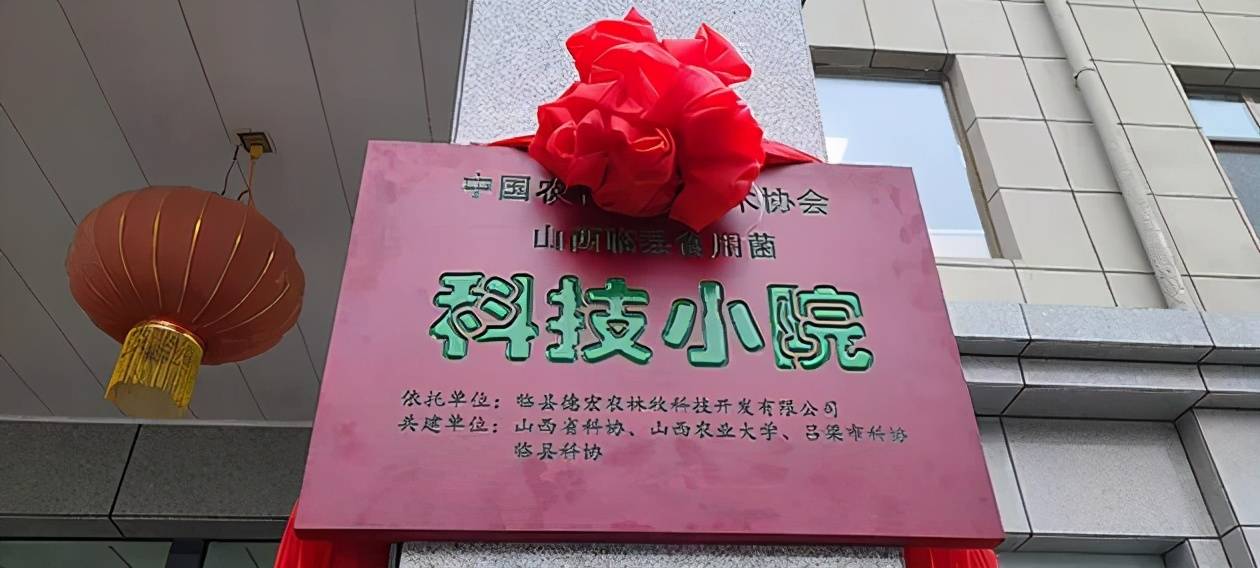 中国农 术协会
山西临县食用菌
科技小院
依托单位：临县德宏农林牧科技开发有限公司
共建单位：山西省科协、山西农业大学、吕梁市科协
临县科协